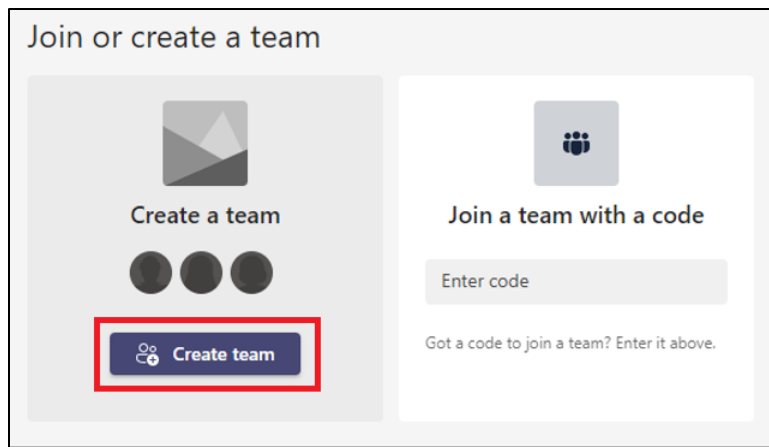 Join or create a team
Create a team
Create team
Join a team with a code
Enter code
Got a code to join a team? Enter it above.